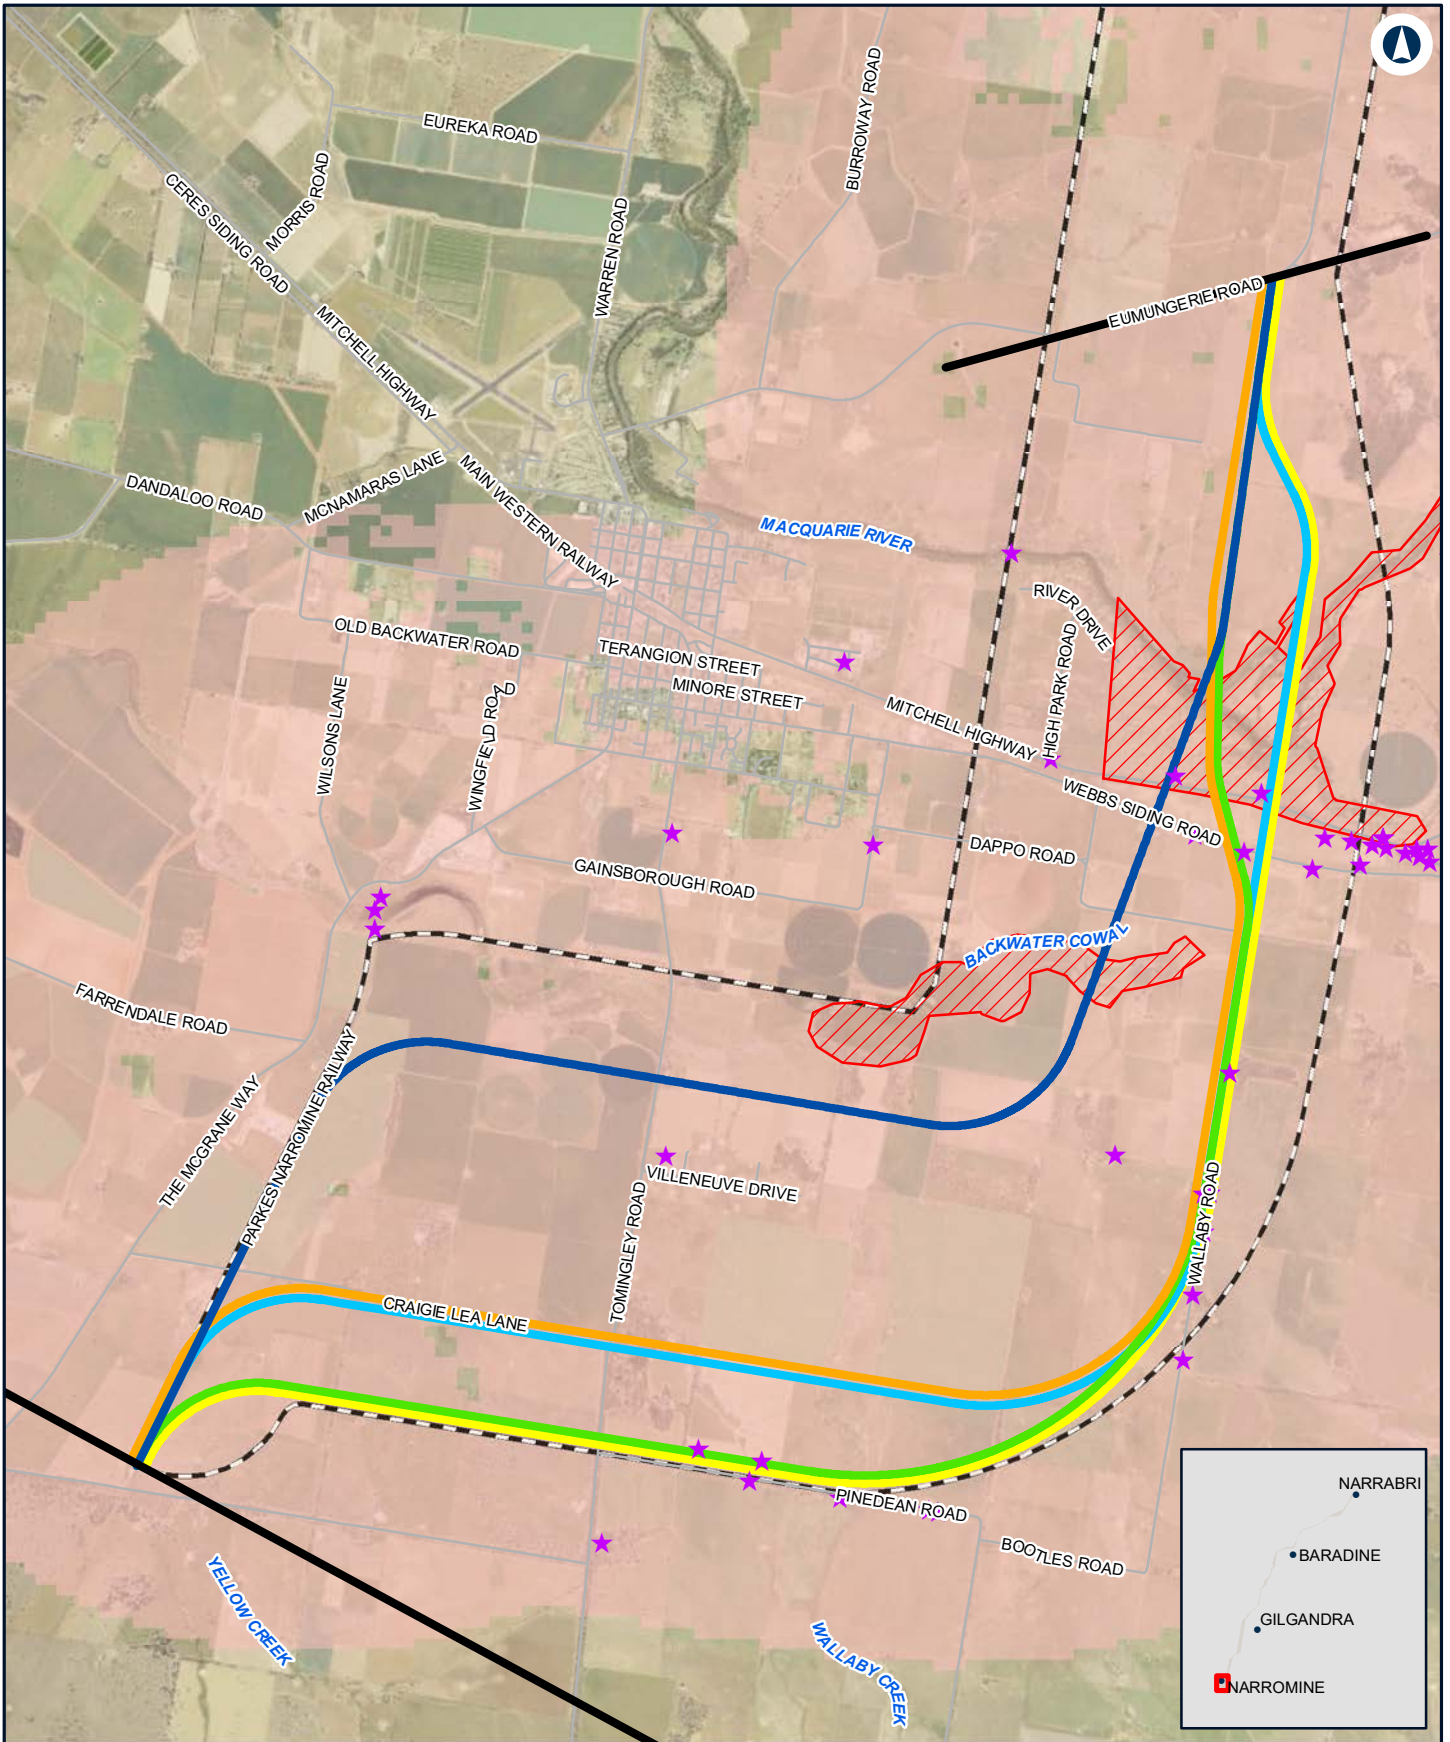 EUREKA ROAD
BURROWAY ROAD
MORRIS ROAD
CERES SIDING ROAD
WARREN ROAD
EUMUNGERIE ROAD
MITCHELL HIGHWAY
DANDALOO ROAD
MCNAMARAS LANE
MAIN WESTERN RAILWAY
MACQUARIE RIVER
RIVER DRIVE
OLD BACKWATER ROAD
TERANGION STREET
MINORE STREET
HIGH PARK ROAD
WILSONS LANE
WINGFIELD ROAD
MITCHELL HIGHWAY
WEBBS SIDING ROAD
DAPPO ROAD
GAINSBOROUGH ROAD
BACKWATER COWAL
FARRENDALE ROAD
PARKES NARROMINE RAILWAY
THE MCGRANE WAY
VILLENEUVE DRIVE
TOMINGLEY ROAD
WALLABY ROAD
CRAIGIE LEA LANE
PINEDEAN ROAD
BOOTLES ROAD
YELLOW CREEK
WALLABY CREEK
NARRABRI
BARADINE
GILGANDRA
NARROMINE